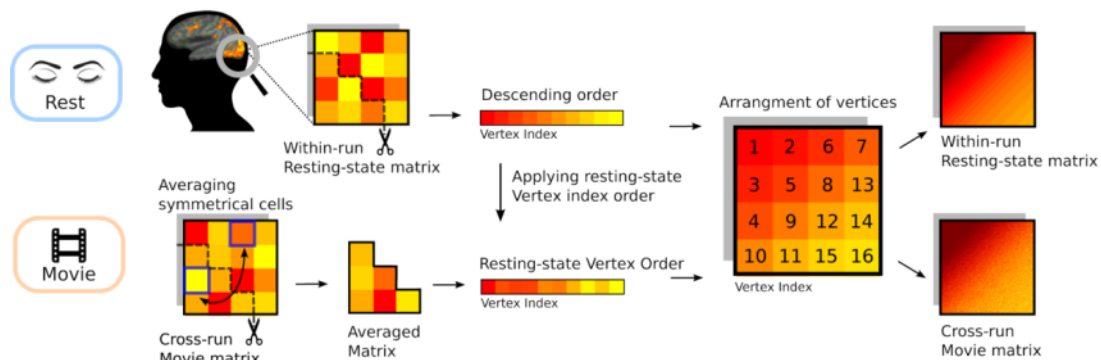 Rest
Within-run
Resting-state matrix
Descending order
Vertex Index
Applying resting-state
Vertex index order
Arrangment of vertices
1 2 6 7
3 5 8 13
4 9 12 14
10 11 15 16
Vertex Index
Within-run
Resting-state matrix
Movie
Averaging
symmetrical cells
Cross-run
Movie matrix
Averaged
Matrix
Resting-state Vertex Order
Vertex Index
Cross-run
Movie matrix